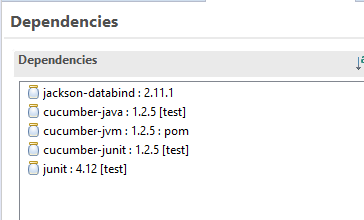 Dependencies
Dependencies
jackson-databind : 2.11.1
cucumber-java : 1.2.5 [test]
cucumber-jvm : 1.2.5 : pom
cucumber-junit : 1.2.5 [test]
junit : 4.12 [test]